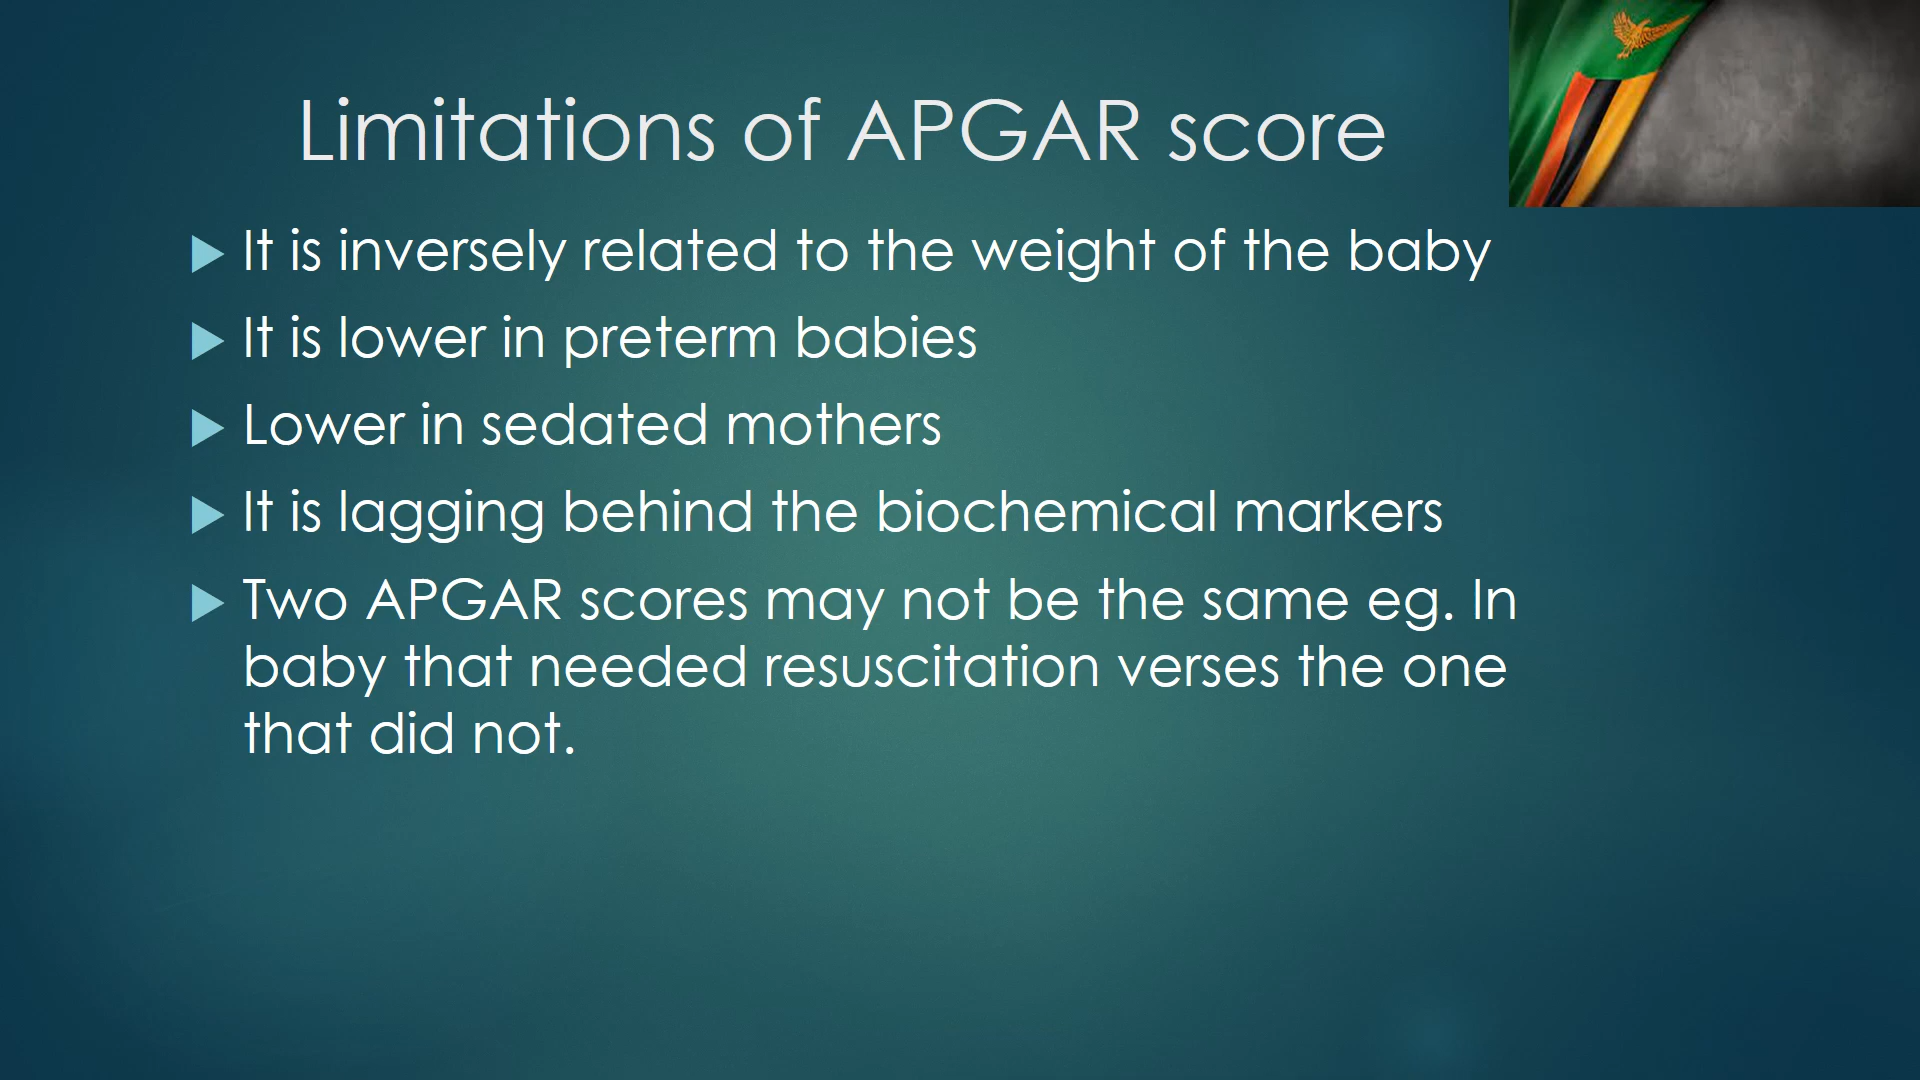 Limitations of APGAR score
It is inversely related to the weight of the baby
It is lower in preterm babies
Lower in sedated mothers
It is lagging behind the biochemical markers
Two APGAR scores may not be the same eg. In
baby that needed resuscitation verses the one
that did not.